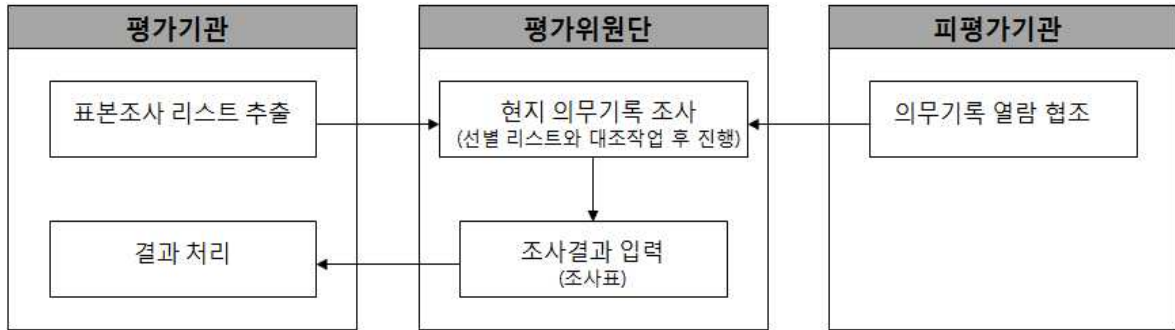 평가기관
평가위원단
피평가기관
표본조사 리스트 추출
현지 의무기록 조사
(선별 리스트와 대조작업 후 진행)
의무기록 열람 협조
결과 처리
조사결과 입력
(조사표)